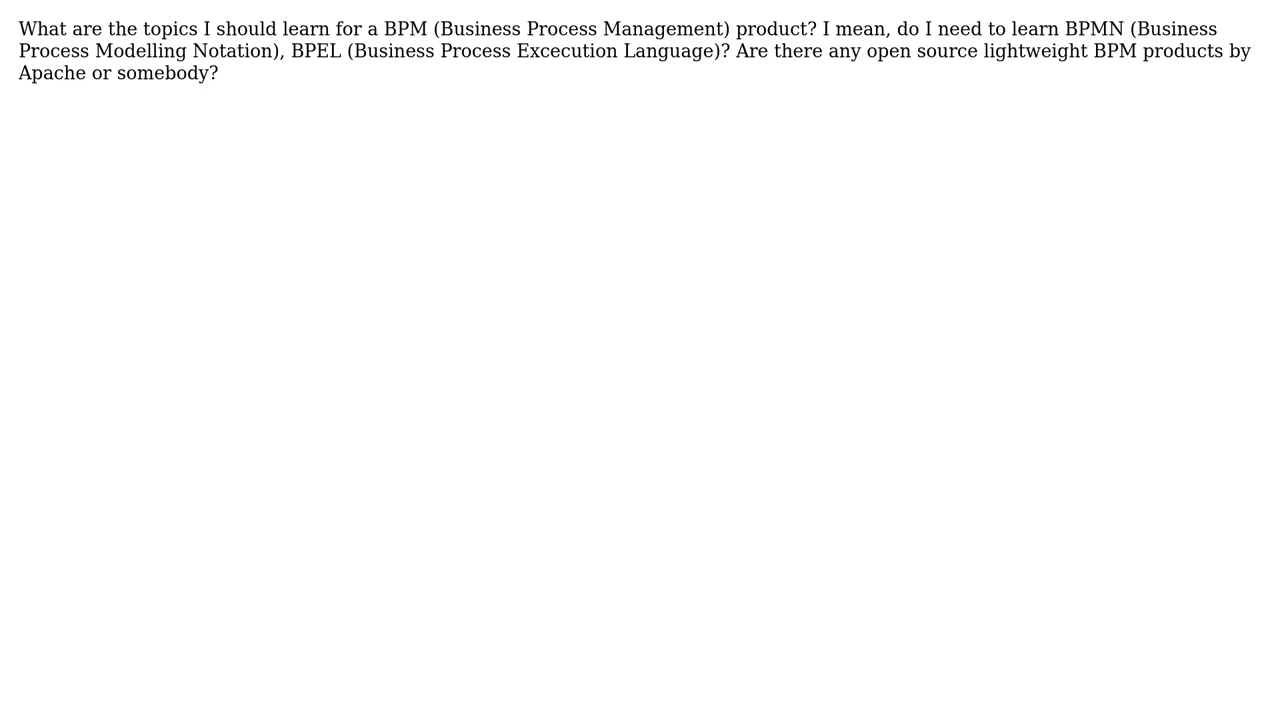 What are the topics I should learn for a BPM (Business Process Management) product? I mean, do I need to learn BPMN (Business
Process Modelling Notation), BPEL (Business Process Excecution Language)? Are there any open source lightweight BPM products by
Apache or somebody?